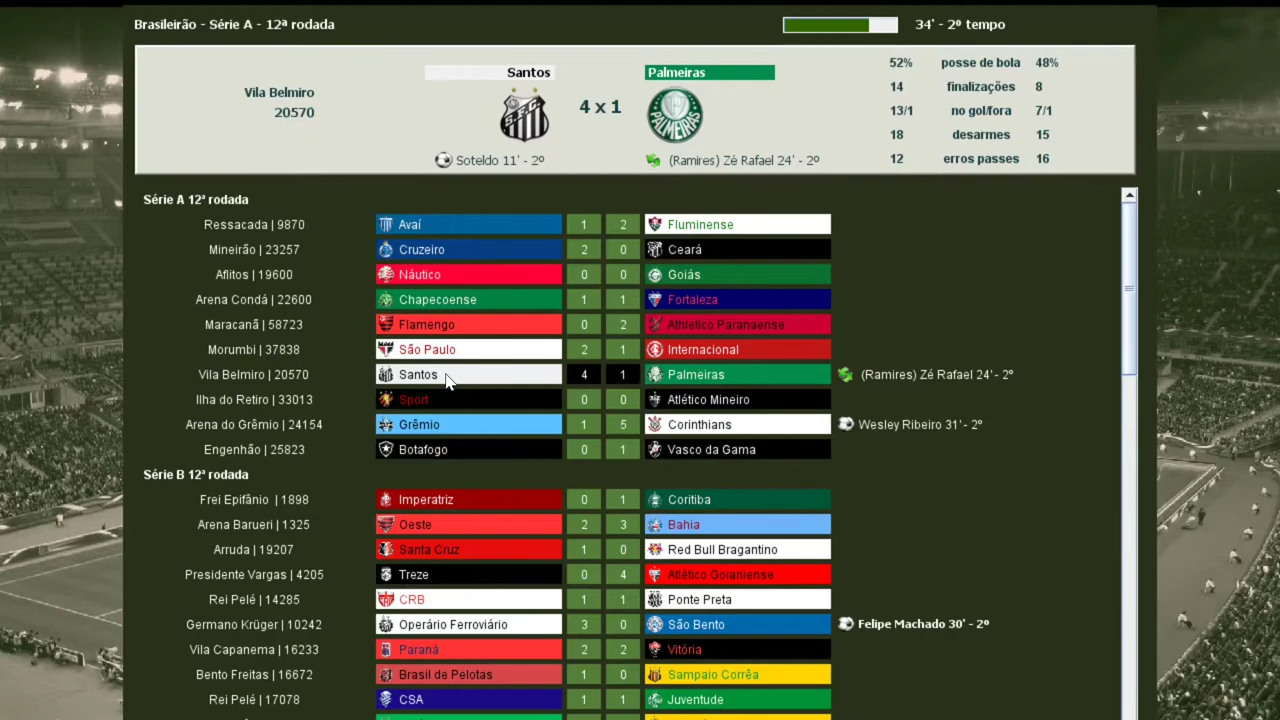 Brasileirão - Série A - 12ª rodada 34' - 2º tempo
Santos Palmeiras 52% posse de bola 48%
Vila Belmiro 14 finalizações 8
20570 4 x 1 13/1 no gol/fora 7/1
18 desarmes 15
Soteldo 11' - 2º (Ramires) Zé Rafael 24' - 2º 12 erros passes 16
Série A 12ª rodada
Ressacada | 9870 Avaí 1 2 Fluminense
Mineirão | 23257 Cruzeiro 2 0 Ceará
Aflitos | 19600 Náutico 0 0 Goiás
Arena Condá | 22600 Chapecoense 1 1 Fortaleza
Maracanã | 58723 Flamengo 0 2 Athletico Paranaense
Morumbi | 37838 São Paulo 2 1 Internacional
Vila Belmiro | 20570 Santos 4 1 Palmeiras (Ramires) Zé Rafael 24' - 2º
Ilha do Retiro | 33013 Sport 0 0 Atlético Mineiro
Arena do Grêmio | 24154 Grêmio 1 5 Corinthians Wesley Ribeiro 31' - 2º
Engenhão | 25823 Botafogo 0 1 Vasco da Gama
Série B 12ª rodada
Frei Epifânio | 1898 Imperatriz 0 1 Coritiba
Arena Barueri | 1325 Oeste 2 3 Bahia
Arruda | 19207 Santa Cruz 1 0 Red Bull Bragantino
Presidente Vargas | 4205 Treze 0 4 Atlético Goianiense
Rei Pelé | 14285 CRB 1 1 Ponte Preta
Germano Krüger | 10242 Operário Ferroviário 3 0 São Bento Felipe Machado 30' - 2º
Vila Capanema | 16233 Paraná 2 2 Vitória
Bento Freitas | 16672 Brasil de Pelotas 1 0 Sampaio Corrêa
Rei Pelé | 17078 CSA 1 1 Juventude